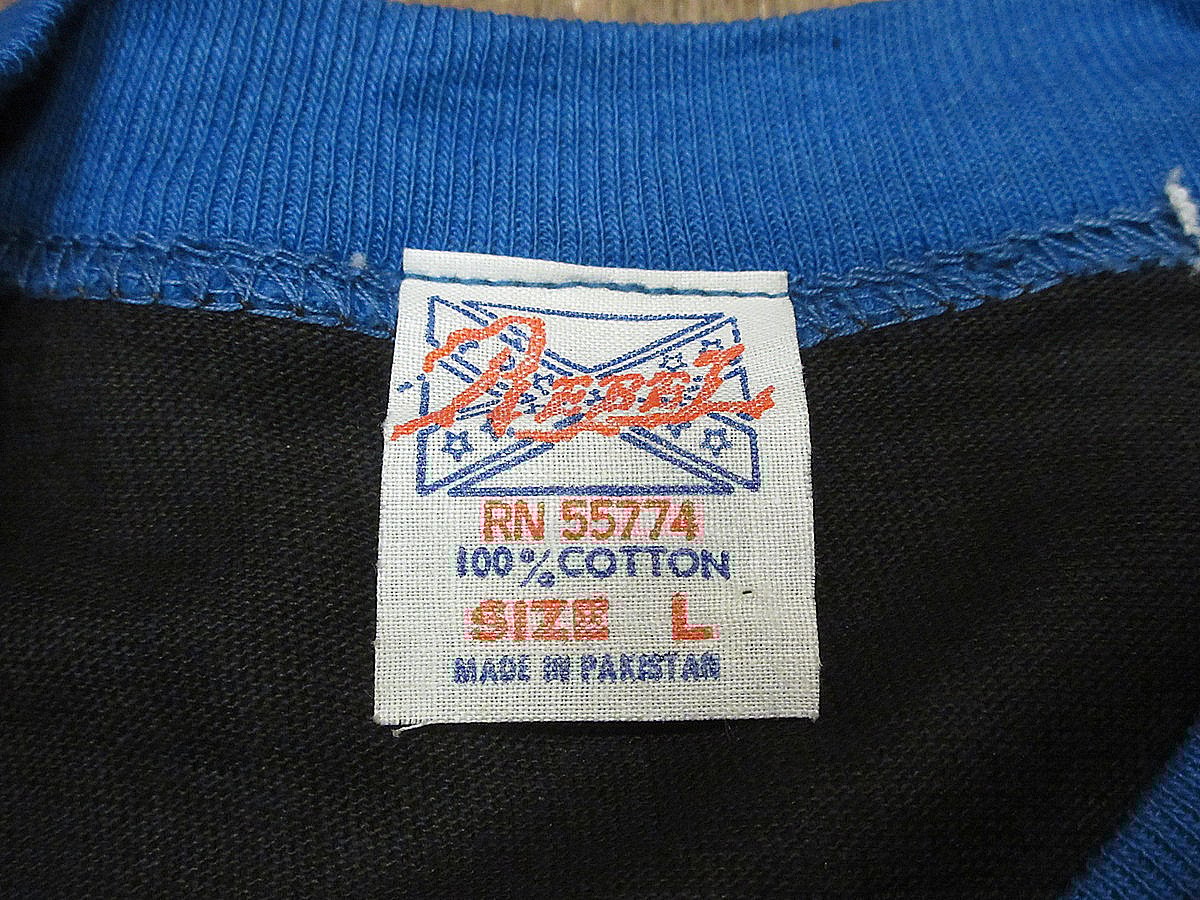 REBEL
RN 55774
100% COTTON
SIZE L
MADE IN PAKISTAN